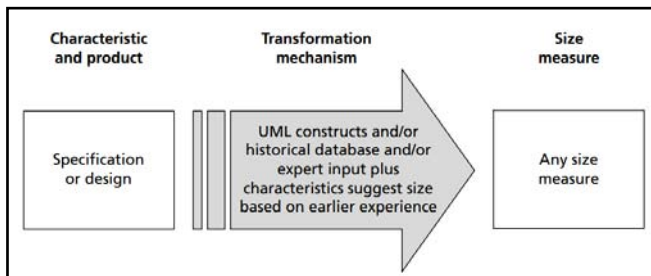 Characteristic
and product
Transformation
mechanism
Size
measure
Specification
or design
UML constructs and/or
historical database and/or
expert input plus
characteristics suggest size
based on earlier experience
Any size
measure